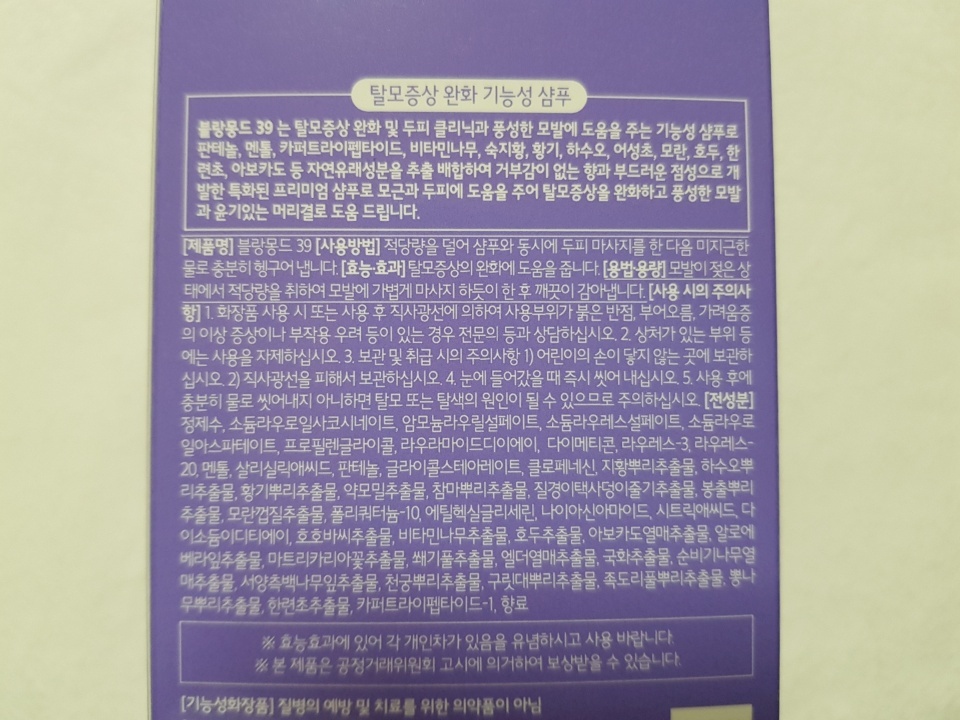 탈모증상 완화 기능성 샴푸
블랑몽드 39 는 탈모증상 완화 및 두피 클리닉과 풍성한 모발에 도움을 주는 기능성 샴푸로
판테놀, 멘톨, 카퍼트라이펩타이드, 비타민나무, 숙지황, 황기, 하수오, 어성초, 모란, 호두, 한
련초, 아보카도 등 자연유래성분을 추출 배합하여 거부감이 없는 향과 부드러운 점성으로 개
발한 특화된 프리미엄 샴푸로 모근과 두피에 도움을 주어 탈모증상을 완화하고 풍성한 모발
과 윤기있는 머리결로 도움 드립니다.
[제품명] 블랑몽드 39 [사용방법] 적당량을 덜어 샴푸와 동시에 두피 마사지를 한 다음 미지근한
물로 충분히 헹구어 냅니다. [효능·효과] 탈모증상의 완화에 도움을 줍니다. [용법·용량] 모발이 젖은 상
태에서 적당량을 취하여 모발에 가볍게 마사지 하듯이 한 후 깨끗이 감아냅니다. [사용 시의 주의사
항] 1. 화장품 사용 시 또는 사용 후 직사광선에 의하여 사용부위가 붉은 반점, 부어오름, 가려움증
의 이상 증상이나 부작용 우려 등이 있는 경우 전문의 등과 상담하십시오. 2. 상처가 있는 부위 등
에는 사용을 자제하십시오. 3. 보관 및 취급 시의 주의사항 1) 어린이의 손이 닿지 않는 곳에 보관하
십시오. 2) 직사광선을 피해서 보관하십시오. 4. 눈에 들어갔을 때 즉시 씻어 내십시오. 5. 사용 후에
충분히 물로 씻어내지 아니하면 탈모 또는 탈색의 원인이 될 수 있으므로 주의하십시오. [전성분]
정제수, 소듐라우로일사코시네이트, 암모늄라우릴설페이트, 소듐라우레스설페이트, 소듐라우로
일아스파테이트, 프로필렌글라이콜, 라우라마이드디이에이, 다이메티콘, 라우레스-3, 라우레스-
20, 멘톨, 살리실릭애씨드, 판테놀, 글라이콜스테아레이트, 클로페네신, 지황뿌리추출물, 하수오뿌
리추출물, 황기뿌리추출물, 약모밀추출물, 참마뿌리추출물, 질경이택사덩이줄기추출물, 봉출뿌리
추출물, 모란껍질추출물, 폴리쿼터늄-10, 에틸헥실글리세린, 나이아신아마이드, 시트릭애씨드, 다
이소듐이디티에이, 호호바씨추출물, 비타민나무추출물, 호두추출물, 아보카도열매추출물, 알로에
베라잎추출물, 마트리카리아꽃추출물, 쐐기풀추출물, 엘더열매추출물, 국화추출물, 순비기나무열
매추출물, 서양측백나무잎추출물, 천궁뿌리추출물, 구릿대뿌리추출물, 족도리풀뿌리추출물. 뽕나
무뿌리추출물, 한련초추출물, 카퍼트라이펩타이드-1, 향료
※ 효능효과에 있어 각 개인차가 있음을 유념하시고 사용 바랍니다.
※ 본 제품은 공정거래위원회 고시에 의거하여 보상받을 수 있습니다.
[기능성화장품] 질병의 예방 및 치료를 위한 의약품이 아님